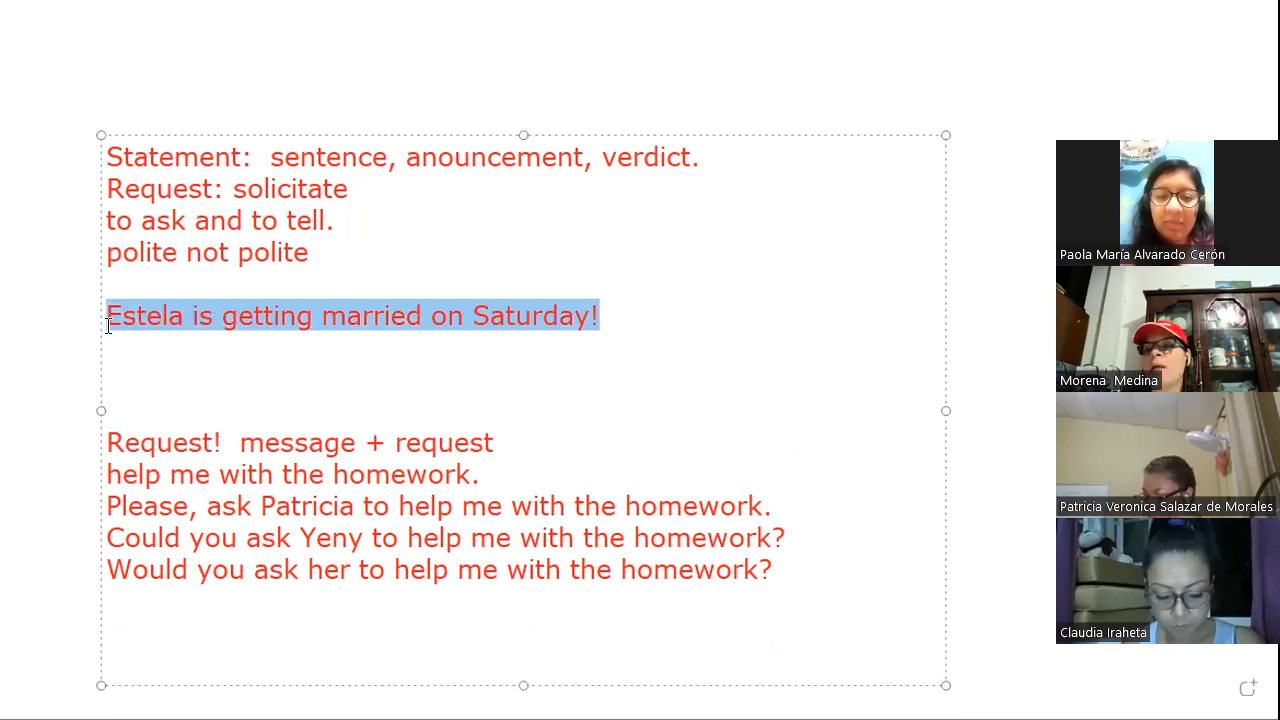 Statement:  sentence, anouncement, verdict.
Request: solicitate
to ask and to tell.
polite not polite
Estela is getting married on Saturday!
Request!  message + request
help me with the homework.
Please, ask Patricia to help me with the homework.
Could you ask Yeny to help me with the homework?
Would you ask her to help me with the homework?
Paola María Alvarado Cerón
Morena  Medina
Patricia Veronica Salazar de Morales
Claudia Iraheta